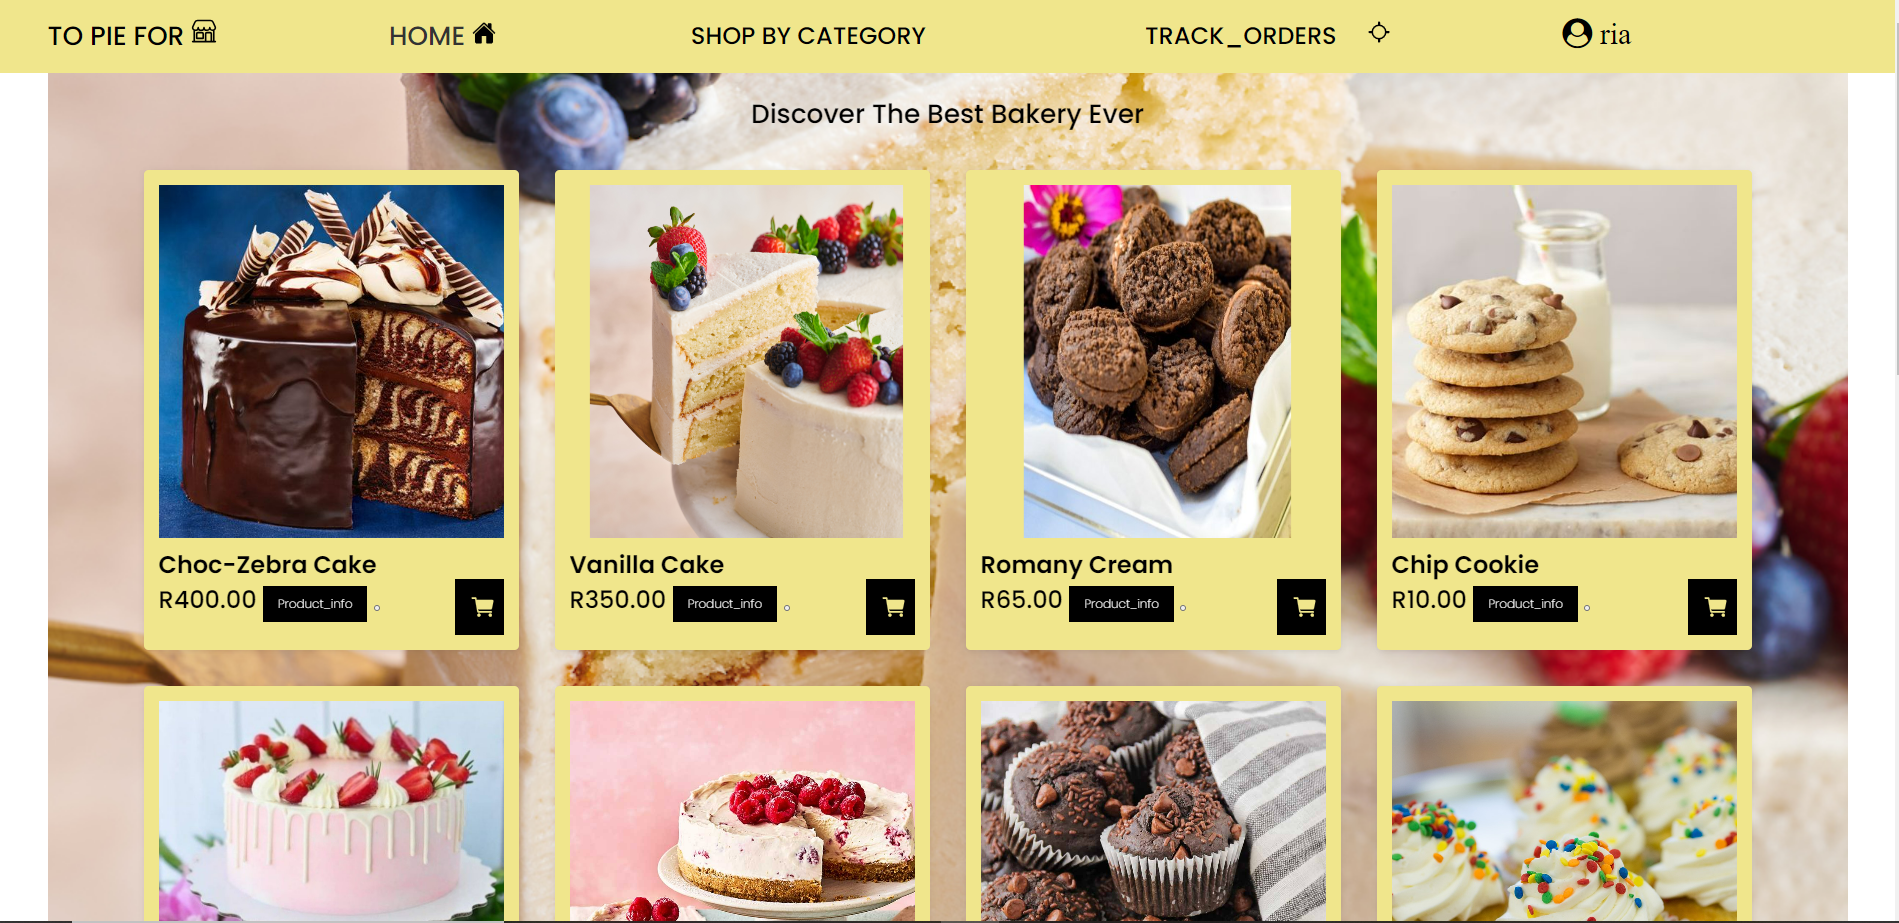 TO PIE FOR
HOME
SHOP BY CATEGORY
TRACK_ORDERS
ria
Discover The Best Bakery Ever
Choc-Zebra Cake
R400.00 Product_info
Vanilla Cake
R350.00 Product_info
Romany Cream
R65.00 Product_info
Chip Cookie
R10.00 Product_info